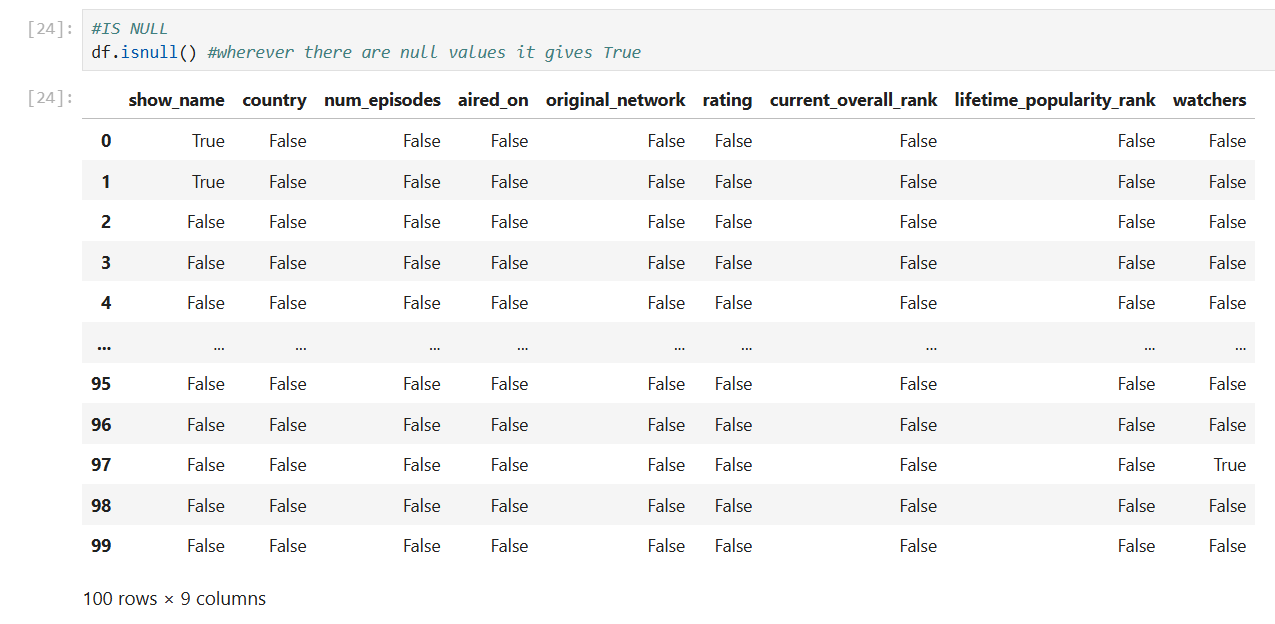 [24]: #IS NULL
df.isnull() #wherever there are null values it gives True
[24]: show_name country num_episodes aired_on original_network rating current_overall_rank lifetime_popularity_rank watchers
0 True False False False False False False False False
1 True False False False False False False False False
2 False False False False False False False False False
3 False False False False False False False False False
4 False False False False False False False False False
... ... ... ... ... ... ... ... ... ...
95 False False False False False False False False False
96 False False False False False False False False False
97 False False False False False False False False True
98 False False False False False False False False False
99 False False False False False False False False False
100 rows × 9 columns